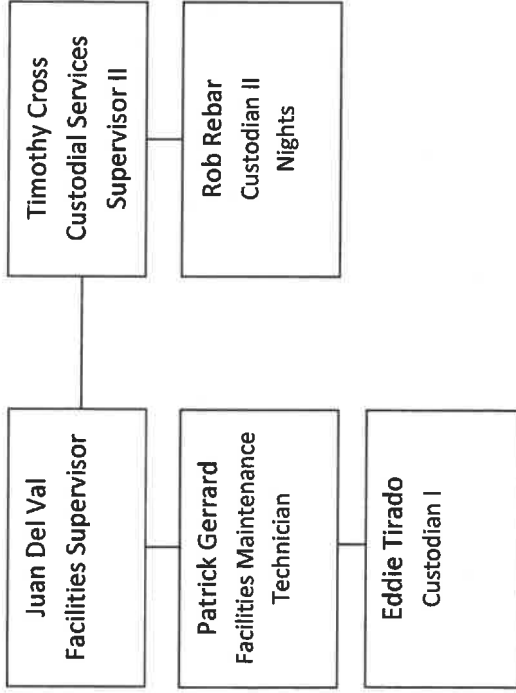 Juan Del Val
Facilities Supervisor
Timothy Cross
Custodial Services
Supervisor II
Patrick Gerrard
Facilities Maintenance
Technician
Rob Rebar
Custodian II
Nights
Eddie Tirado
Custodian I